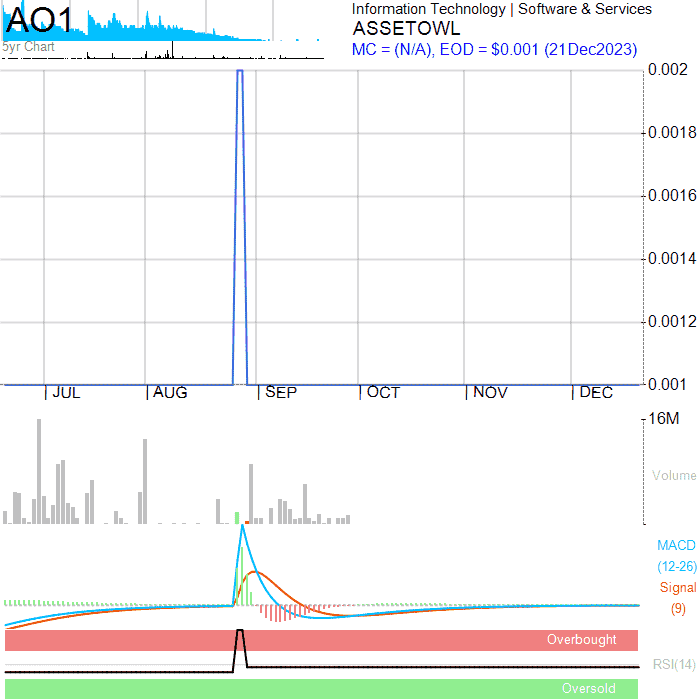 AO1
5yr Chart
Information Technology | Software & Services
ASSETOWL
MC = (N/A), EOD = $0.001 (21Dec2023)
0.002
0.0018
0.0016
0.0014
0.0012
0.001
JUL AUG SEP OCT NOV DEC
16M
Volume
MACD
(12-26)
Signal
(9)
Overbought
RSI(14)
Oversold